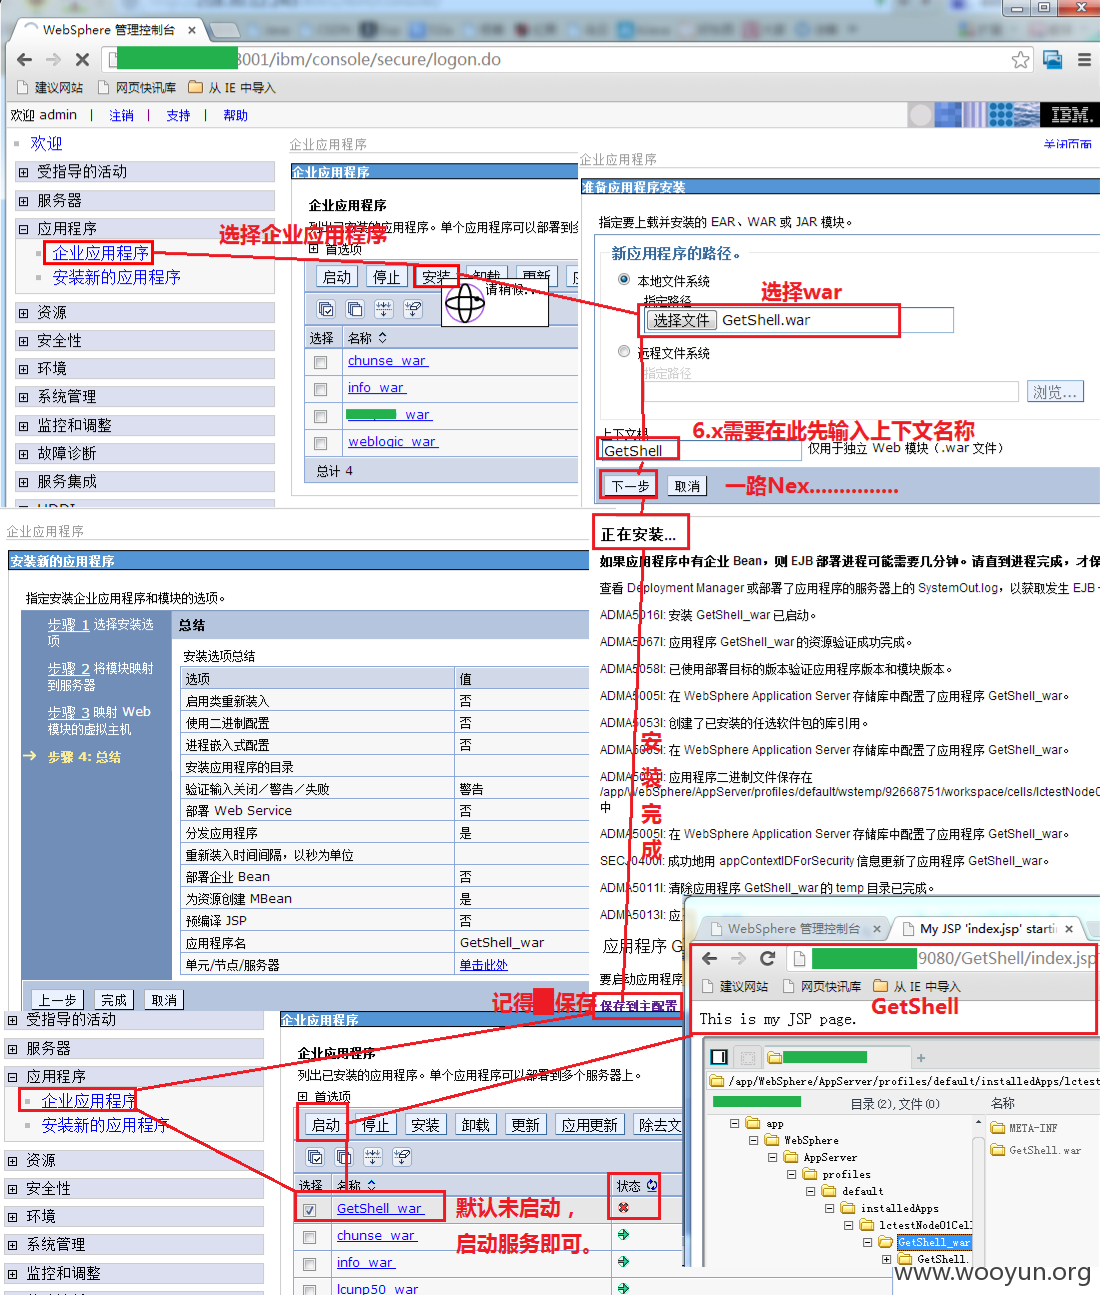 WebSphere 管理控制台
8001/ibm/console/secure/logon.do
建议网站 网页快讯库 从 IE 中导入
欢迎 admin | 注销 | 支持 | 帮助
IBM.
关闭页面
欢迎
受指导的活动
服务器
应用程序
企业应用程序
安装新的应用程序
资源
安全性
环境
系统管理
监控和调整
故障诊断
服务集成
UDDI
选择企业应用程序
企业应用程序
企业应用程序
企业应用程序
列出已安装的应用程序。单个应用程序可以部署到多
首选项
启动 停止 安装 卸载 更新
请稍候...
选择 名称
chunse_war
info_war
_war
weblogic_war
总计 4
企业应用程序
准备应用程序安装
指定要上载并安装的 EAR、WAR 或 JAR 模块。
新应用程序的路径。
本地文件系统
指定路径
选择war
选择文件 GetShell.war
远程文件系统
指定路径
浏览...
6.x需要在此先输入上下文名称
上下文根
GetShell
仅用于独立 Web 模块（.war 文件）
下一步 取消
一路Nex...............
企业应用程序
安装新的应用程序
指定安装企业应用程序和模块的选项。
步骤 1 选择安装选
项
步骤 2 将模块映射
到服务器
步骤 3 映射 Web
模块的虚拟主机
步骤 4: 总结
总结
安装选项总结
选项 值
启用类重新装入 否
使用二进制配置 否
进程嵌入式配置 否
安装应用程序的目录
验证输入关闭／警告／失败 警告
部署 Web Service 否
分发应用程序 是
重新装入时间间隔，以秒为单位
部署企业 Bean 否
为资源创建 MBean 是
预编译 JSP 否
应用程序名 GetShell_war
单元/节点/服务器 单击此处
上一步 完成 取消
正在安装...
如果应用程序中有企业 Bean，则 EJB 部署进程可能需要几分钟。请直到进程完成，才保
查看 Deployment Manager 或部署了应用程序的服务器上的 SystemOut.log，以获取发生 EJB
ADMA5016I: 安装 GetShell_war 已启动。
ADMA5067I: 应用程序 GetShell_war 的资源验证成功完成。
ADMA5058I: 已使用部署目标的版本验证应用程序版本和模块版本。
ADMA5005I: 在 WebSphere Application Server 存储库中配置了应用程序 GetShell_war。
ADMA5053I: 创建了已安装的任选软件包的库引用。
ADMA5005I: 在 WebSphere Application Server 存储库中配置了应用程序 GetShell_war。
应用程序二进制文件保存在
/app/WebSphere/AppServer/profiles/default/wstemp/92668751/workspace/cells/lctestNode0
中
ADMA5005I: 在 WebSphere Application Server 存储库中配置了应用程序 GetShell_war。
SECJ0400I: 成功地用 appContextIDForSecurity 信息更新了应用程序 GetShell_war。
ADMA5011I: 清除应用程序 GetShell_war 的 temp 目录已完成。
ADMA5013I: 应
应用程序 G
要启动应用程序
保存到主配置
安
装
完
成
记得 保存
WebSphere 管理控制台 My JSP 'index.jsp' starti
9080/GetShell/index.jsp
建议网站 网页快讯库 从 IE 中导入
GetShell
This is my JSP page.
/app/WebSphere/AppServer/profiles/default/installedApps/lctest
目录(2),文件(0) 名称
app
WebSphere
AppServer
profiles
default
installedApps
lctestNode01Cell
GetShell_war
GetShell.
META-INF
GetShell.war
受指导的活动
服务器
应用程序
企业应用程序
安装新的应用程序
资源
安全性
环境
系统管理
监控和调整
企业应用程序
企业应用程序
列出已安装的应用程序。单个应用程序可以部署到多个服务器上。
首选项
启动 停止 安装 卸载 更新 应用更新 除去文
选择 名称 状态
GetShell_war
chunse_war
info_war
lcunp50_war
默认未启动，
启动服务即可。
www.wooyun.org